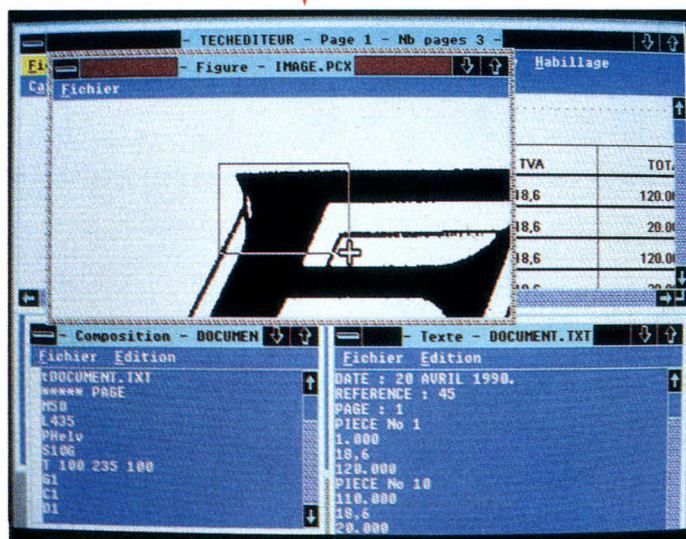 - TECHEDITEUR - Page 1 - Nb pages 3 -
- Figure - IMAGE.PCX
Habillage
Fichier
TVA TOT
18,6 120.00
18,6 20.00
18,6 120.00
- Composition - DOCUMEN
Fichier Edition
tDOCUMENT.TXT
***** PAGE
M50
L435
PHelv
S10G
T 100 235 100
G1
C1
D1
- Texte - DOCUMENT.TXT
Fichier Edition
DATE : 20 AVRIL 1990.
REFERENCE : 45
PAGE : 1
PIECE No 1
1.000
18,6
120.000
PIECE No 10
110.000
18,6
20.000